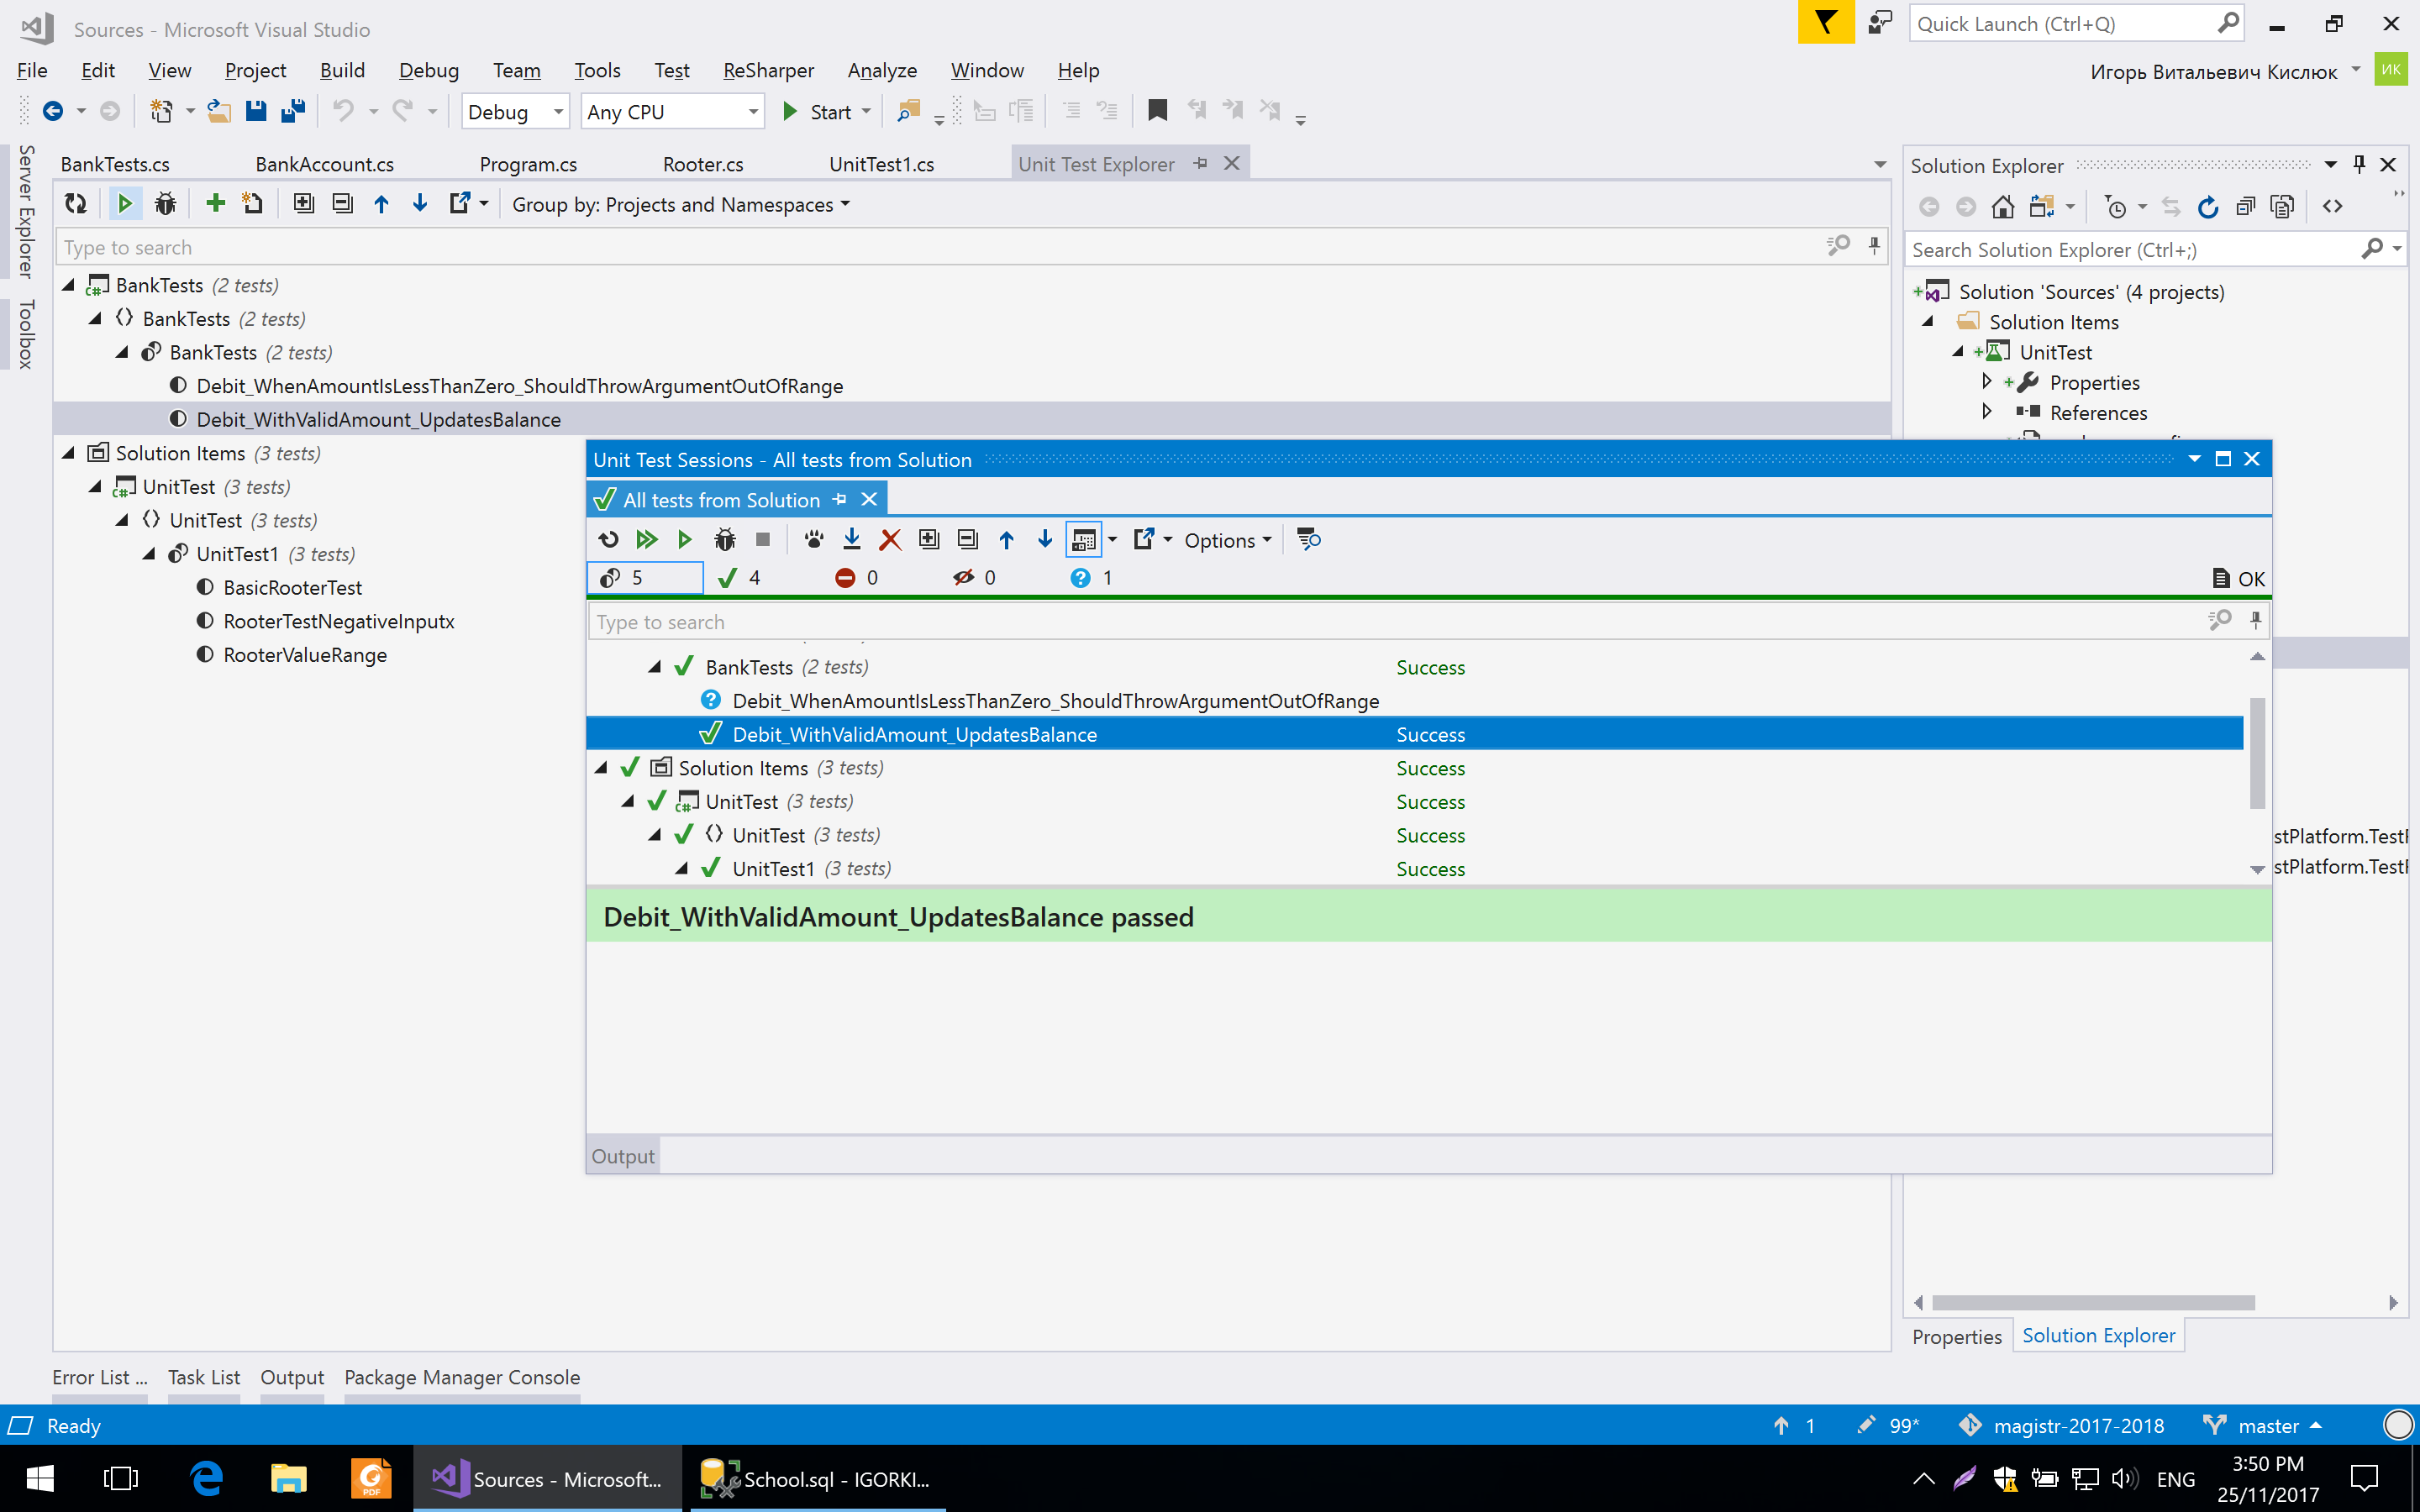 Sources - Microsoft Visual Studio
Quick Launch (Ctrl+Q)
File Edit View Project Build Debug Team Tools Test ReSharper Analyze Window Help
Игорь Витальевич Кислюк
ИК
Debug Any CPU Start
Server Explorer
Toolbox
BankTests.cs BankAccount.cs Program.cs Rooter.cs UnitTest1.cs Unit Test Explorer
Group by: Projects and Namespaces
Type to search
BankTests (2 tests)
BankTests (2 tests)
BankTests (2 tests)
Debit_WhenAmountIsLessThanZero_ShouldThrowArgumentOutOfRange
Debit_WithValidAmount_UpdatesBalance
Solution Items (3 tests)
UnitTest (3 tests)
UnitTest (3 tests)
UnitTest1 (3 tests)
BasicRooterTest
RooterTestNegativeInputx
RooterValueRange
Unit Test Sessions - All tests from Solution
All tests from Solution
Options
5 4 0 0 1 OK
Type to search
BankTests (2 tests) Success
Debit_WhenAmountIsLessThanZero_ShouldThrowArgumentOutOfRange
Debit_WithValidAmount_UpdatesBalance Success
Solution Items (3 tests) Success
UnitTest (3 tests) Success
UnitTest (3 tests) Success
UnitTest1 (3 tests) Success
Debit_WithValidAmount_UpdatesBalance passed
Output
Solution Explorer
Search Solution Explorer (Ctrl+;)
Solution 'Sources' (4 projects)
Solution Items
UnitTest
Properties
References
stPlatform.Test
stPlatform.Test
Properties Solution Explorer
Error List ... Task List Output Package Manager Console
Ready 1 99* magistr-2017-2018 master
PDF
Sources - Microsoft... School.sql - IGORKI...
ENG
3:50 PM
25/11/2017